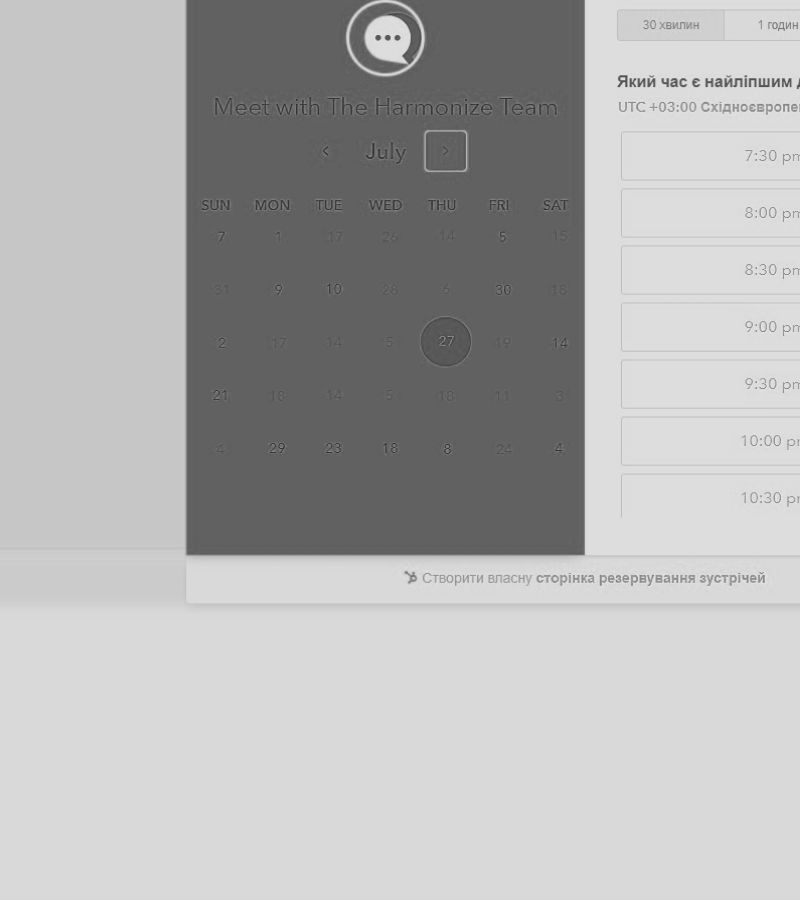 Meet with The Harmonize Team
July
SUN MON TUE WED THU FRI SAT
7 1 17 26 14 5 15
31 9 10 28 6 30 18
2 17 14 5 27 19 14
21 18 14 5 18 11 3
4 29 23 18 8 24 4
30 хвилин 1 годин
Який час є найліпшим д
UTC +03:00 Східноєвропе
7:30 pm
8:00 pm
8:30 pm
9:00 pm
9:30 pm
10:00 p
10:30 p
Створити власну сторінка резервування зустрічей